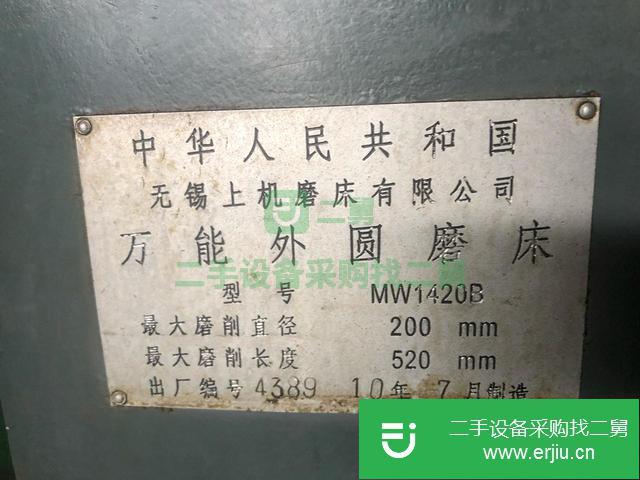 中华人民共和国
无锡上机磨床有限公司
二舅
万能外圆磨床
二手设备采购找二舅
型号 MW1420B
最大磨削直径 200 mm
最大磨削长度 520 mm
出厂编号 4389 10年 7月制造
二手设备采购找二舅
www.erjiu.cn